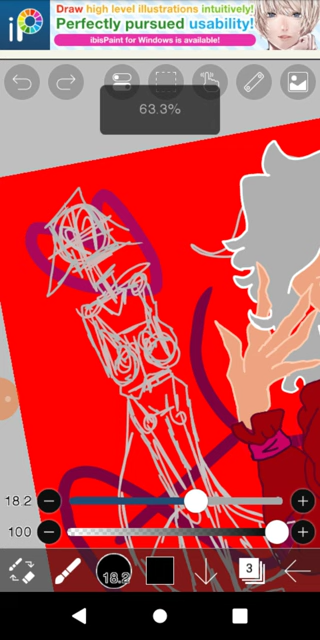 Draw high level illustrations intuitively!
Perfectly pursued usability!
ibisPaint for Windows is available!
iP
63.3%
18.2
100
18.2
3